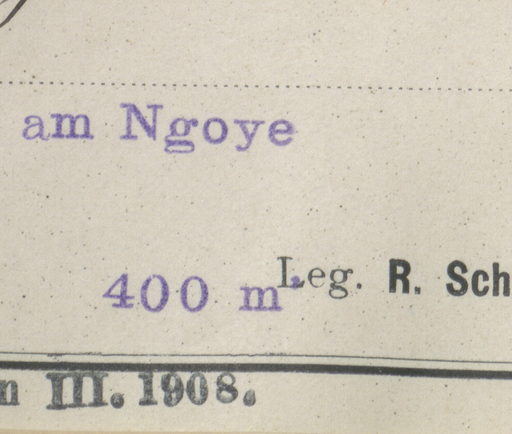 am Ngoye
400 m Leg. R. Sch
n III. 1908.